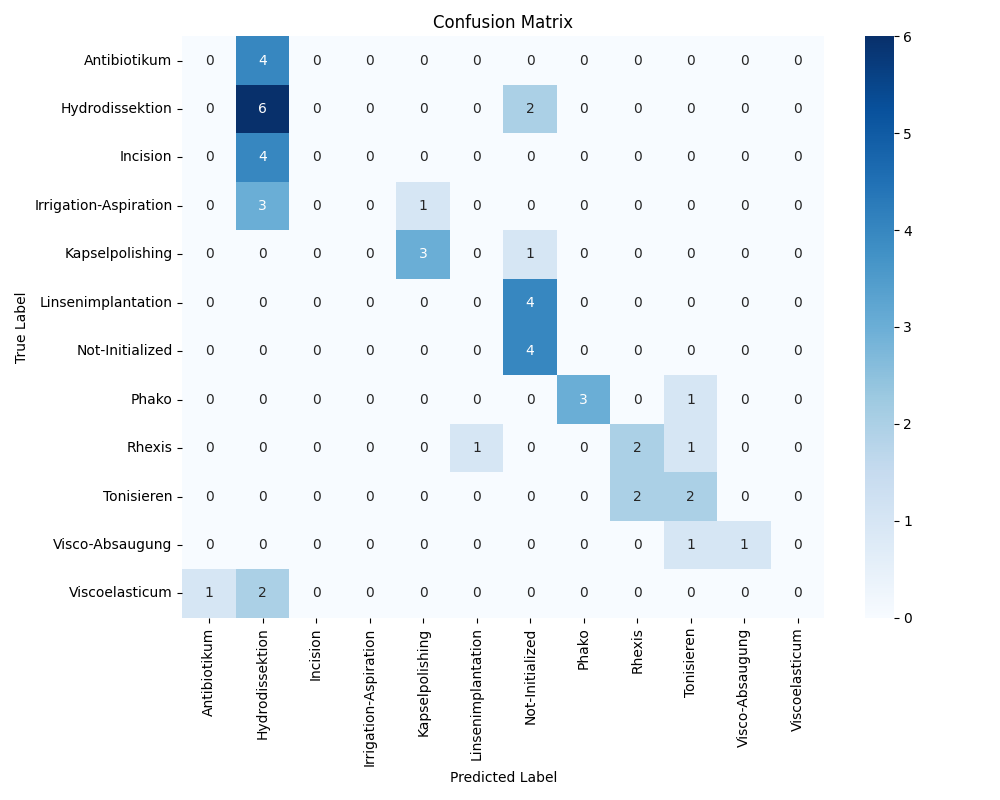 Confusion Matrix
True Label
Antibiotikum 0 4 0 0 0 0 0 0 0 0 0 0
Hydrodissektion 0 6 0 0 0 0 2 0 0 0 0 0
Incision 0 4 0 0 0 0 0 0 0 0 0 0
Irrigation-Aspiration 0 3 0 0 1 0 0 0 0 0 0 0
Kapselpolishing 0 0 0 0 3 0 1 0 0 0 0 0
Linsenimplantation 0 0 0 0 0 0 4 0 0 0 0 0
Not-Initialized 0 0 0 0 0 0 4 0 0 0 0 0
Phako 0 0 0 0 0 0 0 3 0 1 0 0
Rhexis 0 0 0 0 0 1 0 0 2 1 0 0
Tonisieren 0 0 0 0 0 0 0 0 2 2 0 0
Visco-Absaugung 0 0 0 0 0 0 0 0 0 1 1 0
Viscoelasticum 1 2 0 0 0 0 0 0 0 0 0 0
Antibiotikum
Hydrodissektion
Incision
Irrigation-Aspiration
Kapselpolishing
Linsenimplantation
Not-Initialized
Phako
Rhexis
Tonisieren
Visco-Absaugung
Viscoelasticum
Predicted Label
6
5
4
3
2
1
0